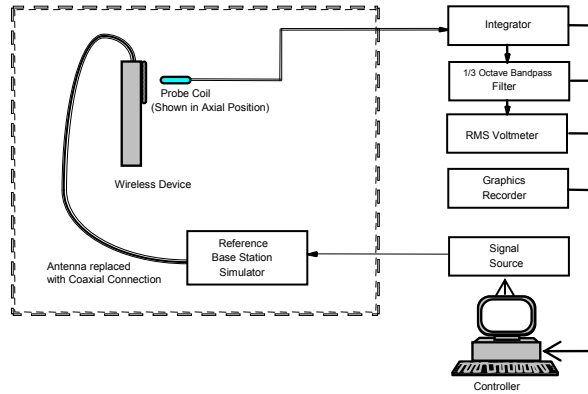 Integrator
1/3 Octave Bandpass
Filter
RMS Voltmeter
Graphics
Recorder
Probe Coil
(Shown in Axial Position)
Wireless Device
Reference
Base Station
Simulator
Antenna replaced
with Coaxial Connection
Signal
Source
Controller